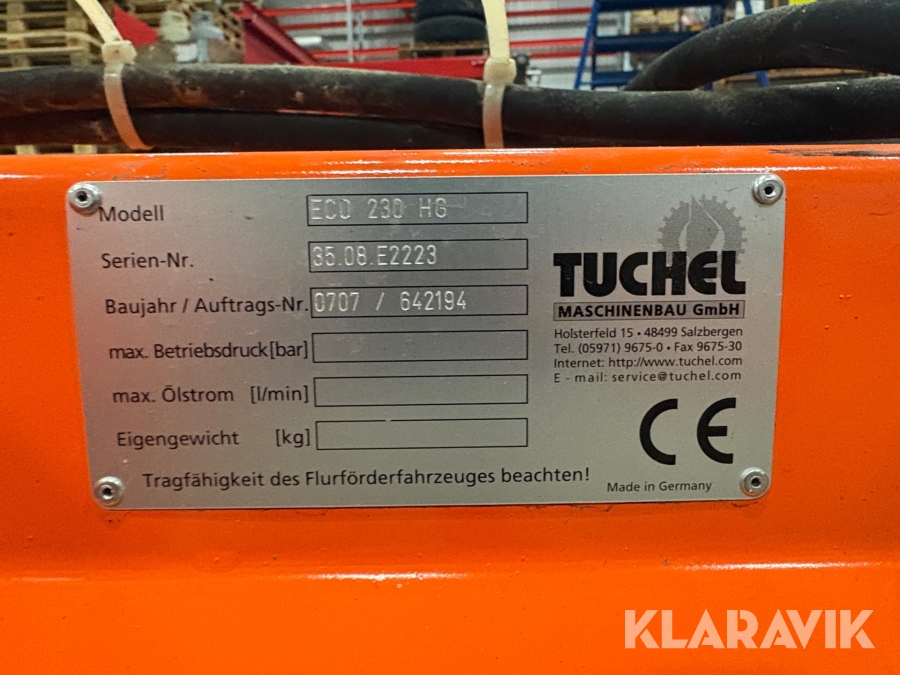 Modell ECO 230 HG
Serien-Nr. 35.08.E2223
Baujahr / Auftrags-Nr. 0707 / 642194
max. Betriebsdruck [bar]
max. Ölstrom [l/min]
Eigengewicht [kg]
Tragfähigkeit des Flurförderfahrzeuges beachten!
TUCHEL
MASCHINENBAU GmbH
Holsterfeld 15 • 48499 Salzbergen
Tel. (05971) 9675-0 • Fax 9675-30
Internet: http://www.tuchel.com
E - mail: service@tuchel.com
CE
Made in Germany
KLARAVIK